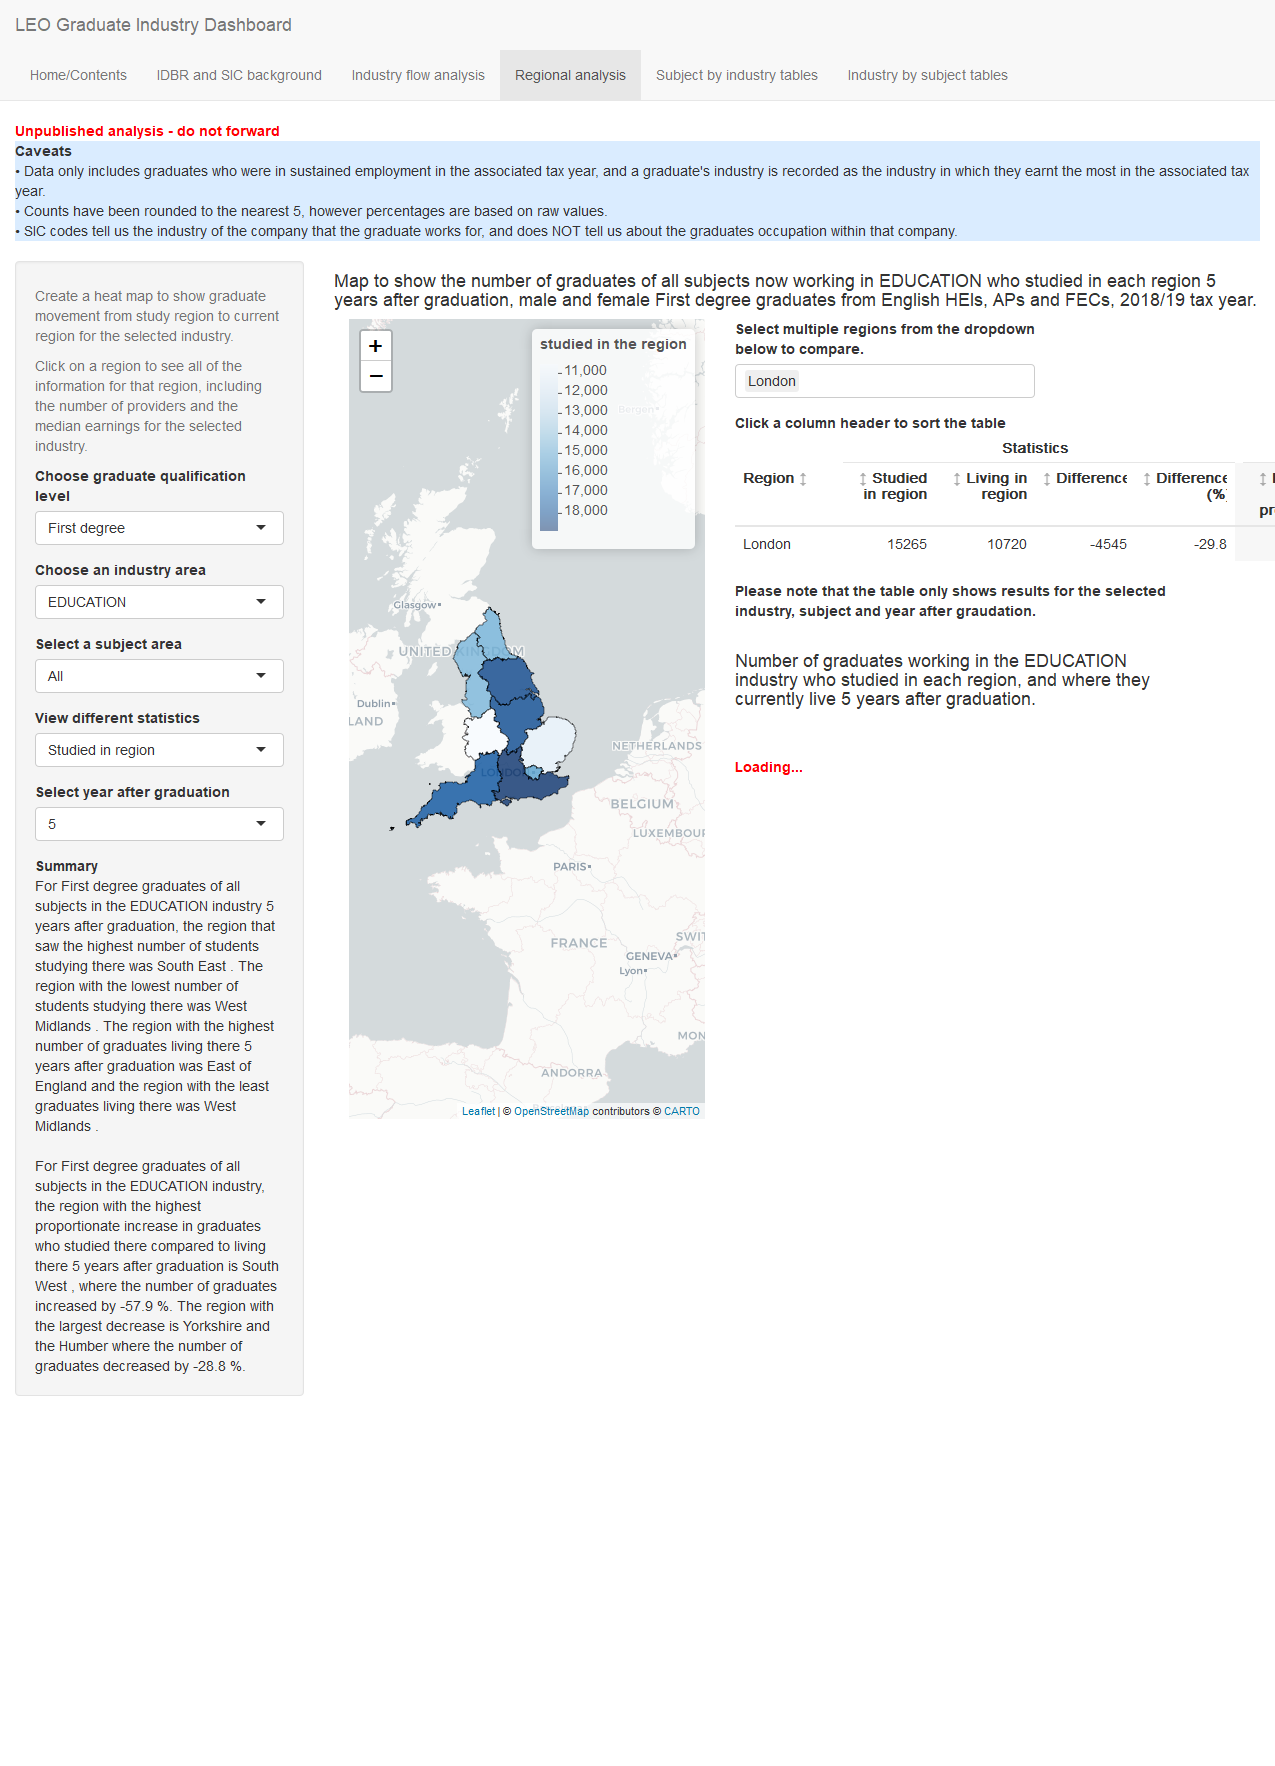 LEO Graduate Industry Dashboard
Home/Contents IDBR and SIC background Industry flow analysis Regional analysis Subject by industry tables Industry by subject tables
Unpublished analysis - do not forward
Caveats
• Data only includes graduates who were in sustained employment in the associated tax year, and a graduate's industry is recorded as the industry in which they earnt the most in the associated tax
year.
• Counts have been rounded to the nearest 5, however percentages are based on raw values.
• SIC codes tell us the industry of the company that the graduate works for, and does NOT tell us about the graduates occupation within that company.
Create a heat map to show graduate
movement from study region to current
region for the selected industry.
Click on a region to see all of the
information for that region, including
the number of providers and the
median earnings for the selected
industry.
Choose graduate qualification
level
First degree
Choose an industry area
EDUCATION
Select a subject area
All
View different statistics
Studied in region
Select year after graduation
5
Summary
For First degree graduates of all
subjects in the EDUCATION industry 5
years after graduation, the region that
saw the highest number of students
studying there was South East . The
region with the lowest number of
students studying there was West
Midlands . The region with the highest
number of graduates living there 5
years after graduation was East of
England and the region with the least
graduates living there was West
Midlands .
For First degree graduates of all
subjects in the EDUCATION industry,
the region with the highest
proportionate increase in graduates
who studied there compared to living
there 5 years after graduation is South
West , where the number of graduates
increased by -57.9 %. The region with
the largest decrease is Yorkshire and
the Humber where the number of
graduates decreased by -28.8 %.
Map to show the number of graduates of all subjects now working in EDUCATION who studied in each region 5
years after graduation, male and female First degree graduates from English HEIs, APs and FECs, 2018/19 tax year.
+
−
studied in the region
11,000
12,000
13,000
14,000
15,000
16,000
17,000
18,000
Bergen
Glasgow
UNITED KINGDOM
Dublin
LAND
LONDON
NETHERLANDS
BELGIUM
LUXEMBOUR
PARIS
FRANCE
SWIT
GENEVA
Lyon
MON
ANDORRA
Leaflet | © OpenStreetMap contributors © CARTO
Select multiple regions from the dropdown
below to compare.
London
Click a column header to sort the table
Statistics
Region Studied in region Living in region Difference Difference (%)
pr
London 15265 10720 -4545 -29.8
Please note that the table only shows results for the selected
industry, subject and year after graudation.
Number of graduates working in the EDUCATION
industry who studied in each region, and where they
currently live 5 years after graduation.
Loading...